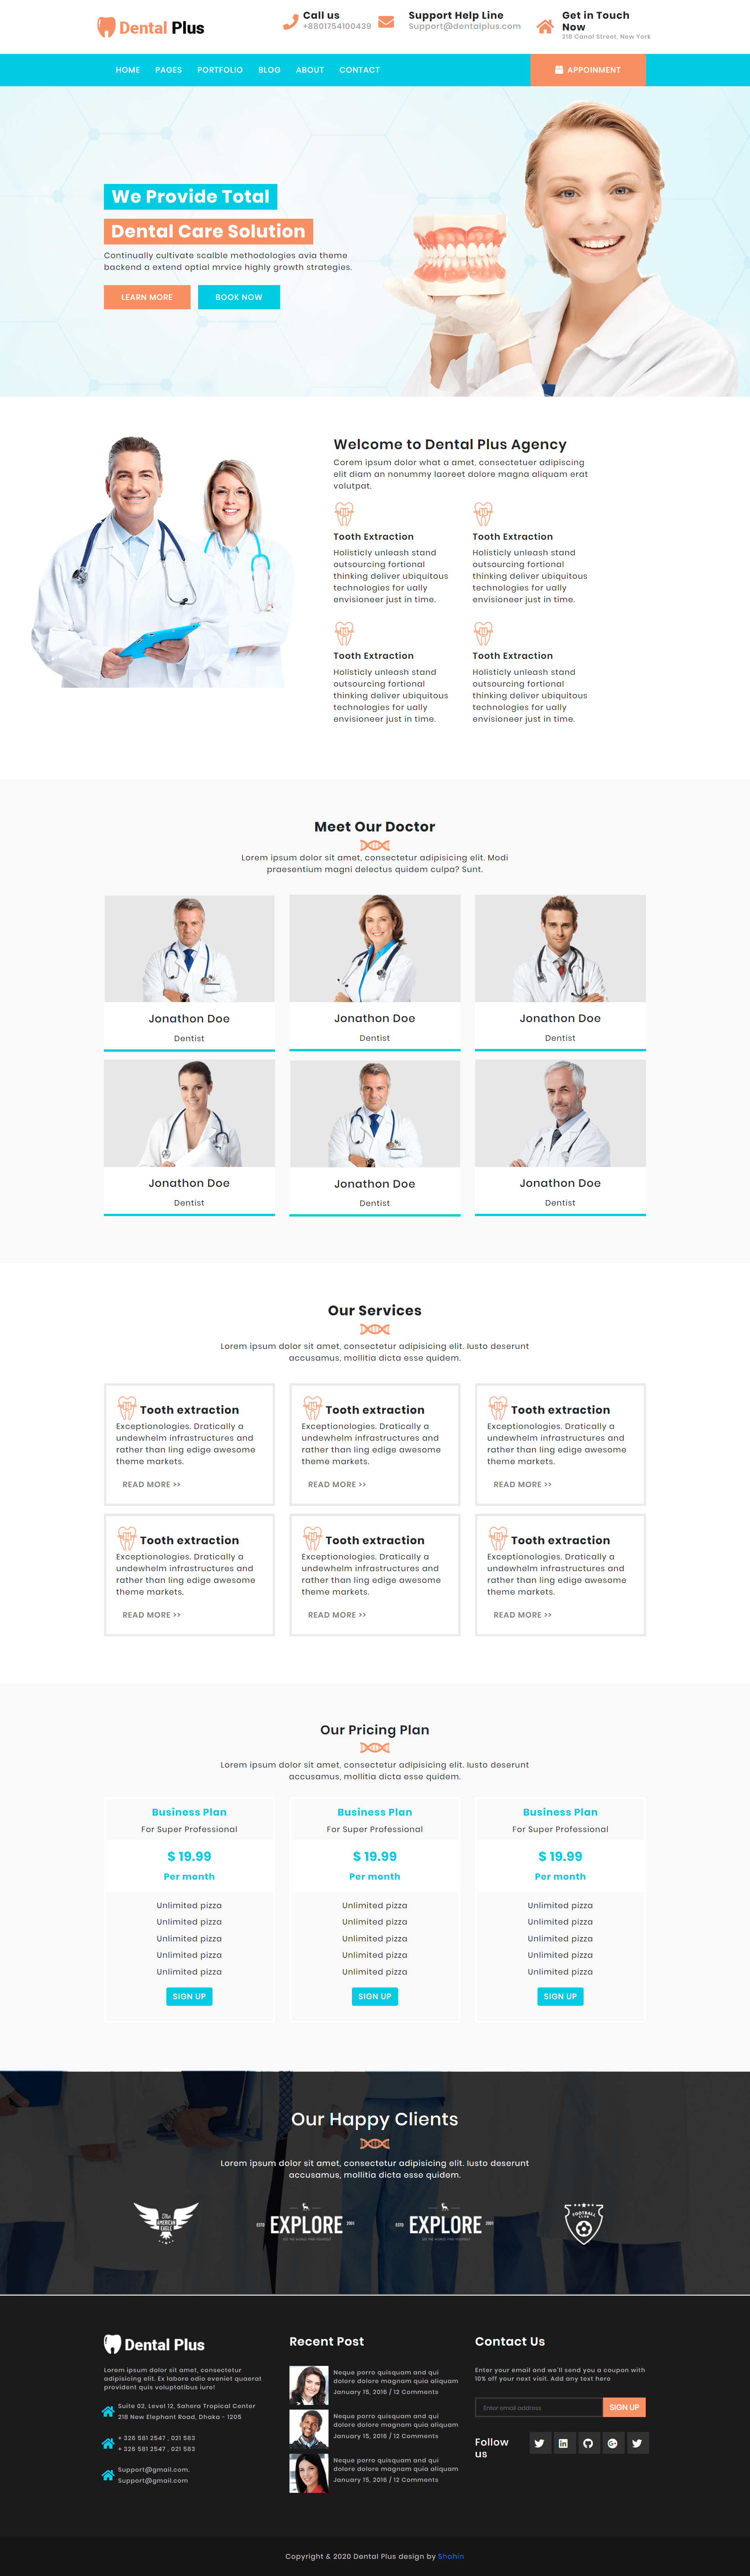 Dental Plus
Call us
+8801754100439
Support Help Line
Support@dentalplus.com
Get in Touch
Now
218 Canal Street, New York
HOME PAGES PORTFOLIO BLOG ABOUT CONTACT
APPOINMENT
We Provide Total
Dental Care Solution
Continually cultivate scalble methodologies avia theme
backend a extend optial mrvice highly growth strategies.
LEARN MORE BOOK NOW
Welcome to Dental Plus Agency
Corem ipsum dolor what a amet, consectetuer adipiscing
elit diam an nonummy laoreet dolore magna aliquam erat
volutpat.
Tooth Extraction
Holisticly unleash stand
outsourcing fortional
thinking deliver ubiquitous
technologies for ually
envisioneer just in time.
Tooth Extraction
Holisticly unleash stand
outsourcing fortional
thinking deliver ubiquitous
technologies for ually
envisioneer just in time.
Tooth Extraction
Holisticly unleash stand
outsourcing fortional
thinking deliver ubiquitous
technologies for ually
envisioneer just in time.
Tooth Extraction
Holisticly unleash stand
outsourcing fortional
thinking deliver ubiquitous
technologies for ually
envisioneer just in time.
Meet Our Doctor
Lorem ipsum dolor sit amet, consectetur adipisicing elit. Modi
praesentium magni delectus quidem culpa? Sunt.
Jonathon Doe
Dentist
Jonathon Doe
Dentist
Jonathon Doe
Dentist
Jonathon Doe
Dentist
Jonathon Doe
Dentist
Jonathon Doe
Dentist
Our Services
Lorem ipsum dolor sit amet, consectetur adipisicing elit. Iusto deserunt
accusamus, mollitia dicta esse quidem.
Tooth extraction
Exceptionologies. Dratically a
undewhelm infrastructures and
rather than ling edige awesome
theme markets.
READ MORE >>
Tooth extraction
Exceptionologies. Dratically a
undewhelm infrastructures and
rather than ling edige awesome
theme markets.
READ MORE >>
Tooth extraction
Exceptionologies. Dratically a
undewhelm infrastructures and
rather than ling edige awesome
theme markets.
READ MORE >>
Tooth extraction
Exceptionologies. Dratically a
undewhelm infrastructures and
rather than ling edige awesome
theme markets.
READ MORE >>
Tooth extraction
Exceptionologies. Dratically a
undewhelm infrastructures and
rather than ling edige awesome
theme markets.
READ MORE >>
Tooth extraction
Exceptionologies. Dratically a
undewhelm infrastructures and
rather than ling edige awesome
theme markets.
READ MORE >>
Our Pricing Plan
Lorem ipsum dolor sit amet, consectetur adipisicing elit. Iusto deserunt
accusamus, mollitia dicta esse quidem.
Business Plan
For Super Professional
$ 19.99
Per month
Unlimited pizza
Unlimited pizza
Unlimited pizza
Unlimited pizza
Unlimited pizza
SIGN UP
Business Plan
For Super Professional
$ 19.99
Per month
Unlimited pizza
Unlimited pizza
Unlimited pizza
Unlimited pizza
Unlimited pizza
SIGN UP
Business Plan
For Super Professional
$ 19.99
Per month
Unlimited pizza
Unlimited pizza
Unlimited pizza
Unlimited pizza
Unlimited pizza
SIGN UP
Our Happy Clients
Lorem ipsum dolor sit amet, consectetur adipisicing elit. Iusto deserunt
accusamus, mollitia dicta esse quidem.
The
AMERICAN
EAGLE
ESTD EXPLORE 2001
ESTD EXPLORE 2001
FOOTBALL
Dental Plus
Lorem ipsum dolor sit amet, consectetur
adipisicing elit. Ex labore odio eveniet quaerat
provident quis voluptatibus iure!
Suite 02, Level 12, Sahera Tropical Center
218 New Elephant Road, Dhaka - 1205
+ 326 581 2547 , 021 583
+ 326 581 2547 , 021 583
Support@gmail.com.
Support@gmail.com
Recent Post
Neque porro quisquam and qui
dolore dolore magnam quia aliquam
January 15, 2016 / 12 Comments
Neque porro quisquam and qui
dolore dolore magnam quia aliquam
January 15, 2016 / 12 Comments
Neque porro quisquam and qui
dolore dolore magnam quia aliquam
January 15, 2016 / 12 Comments
Contact Us
Enter your email and we'll send you a coupon with
10% off your next visit. Add any text here
Enter email address
SIGN UP
Follow
us
Copyright & 2020 Dental Plus design by Shahin